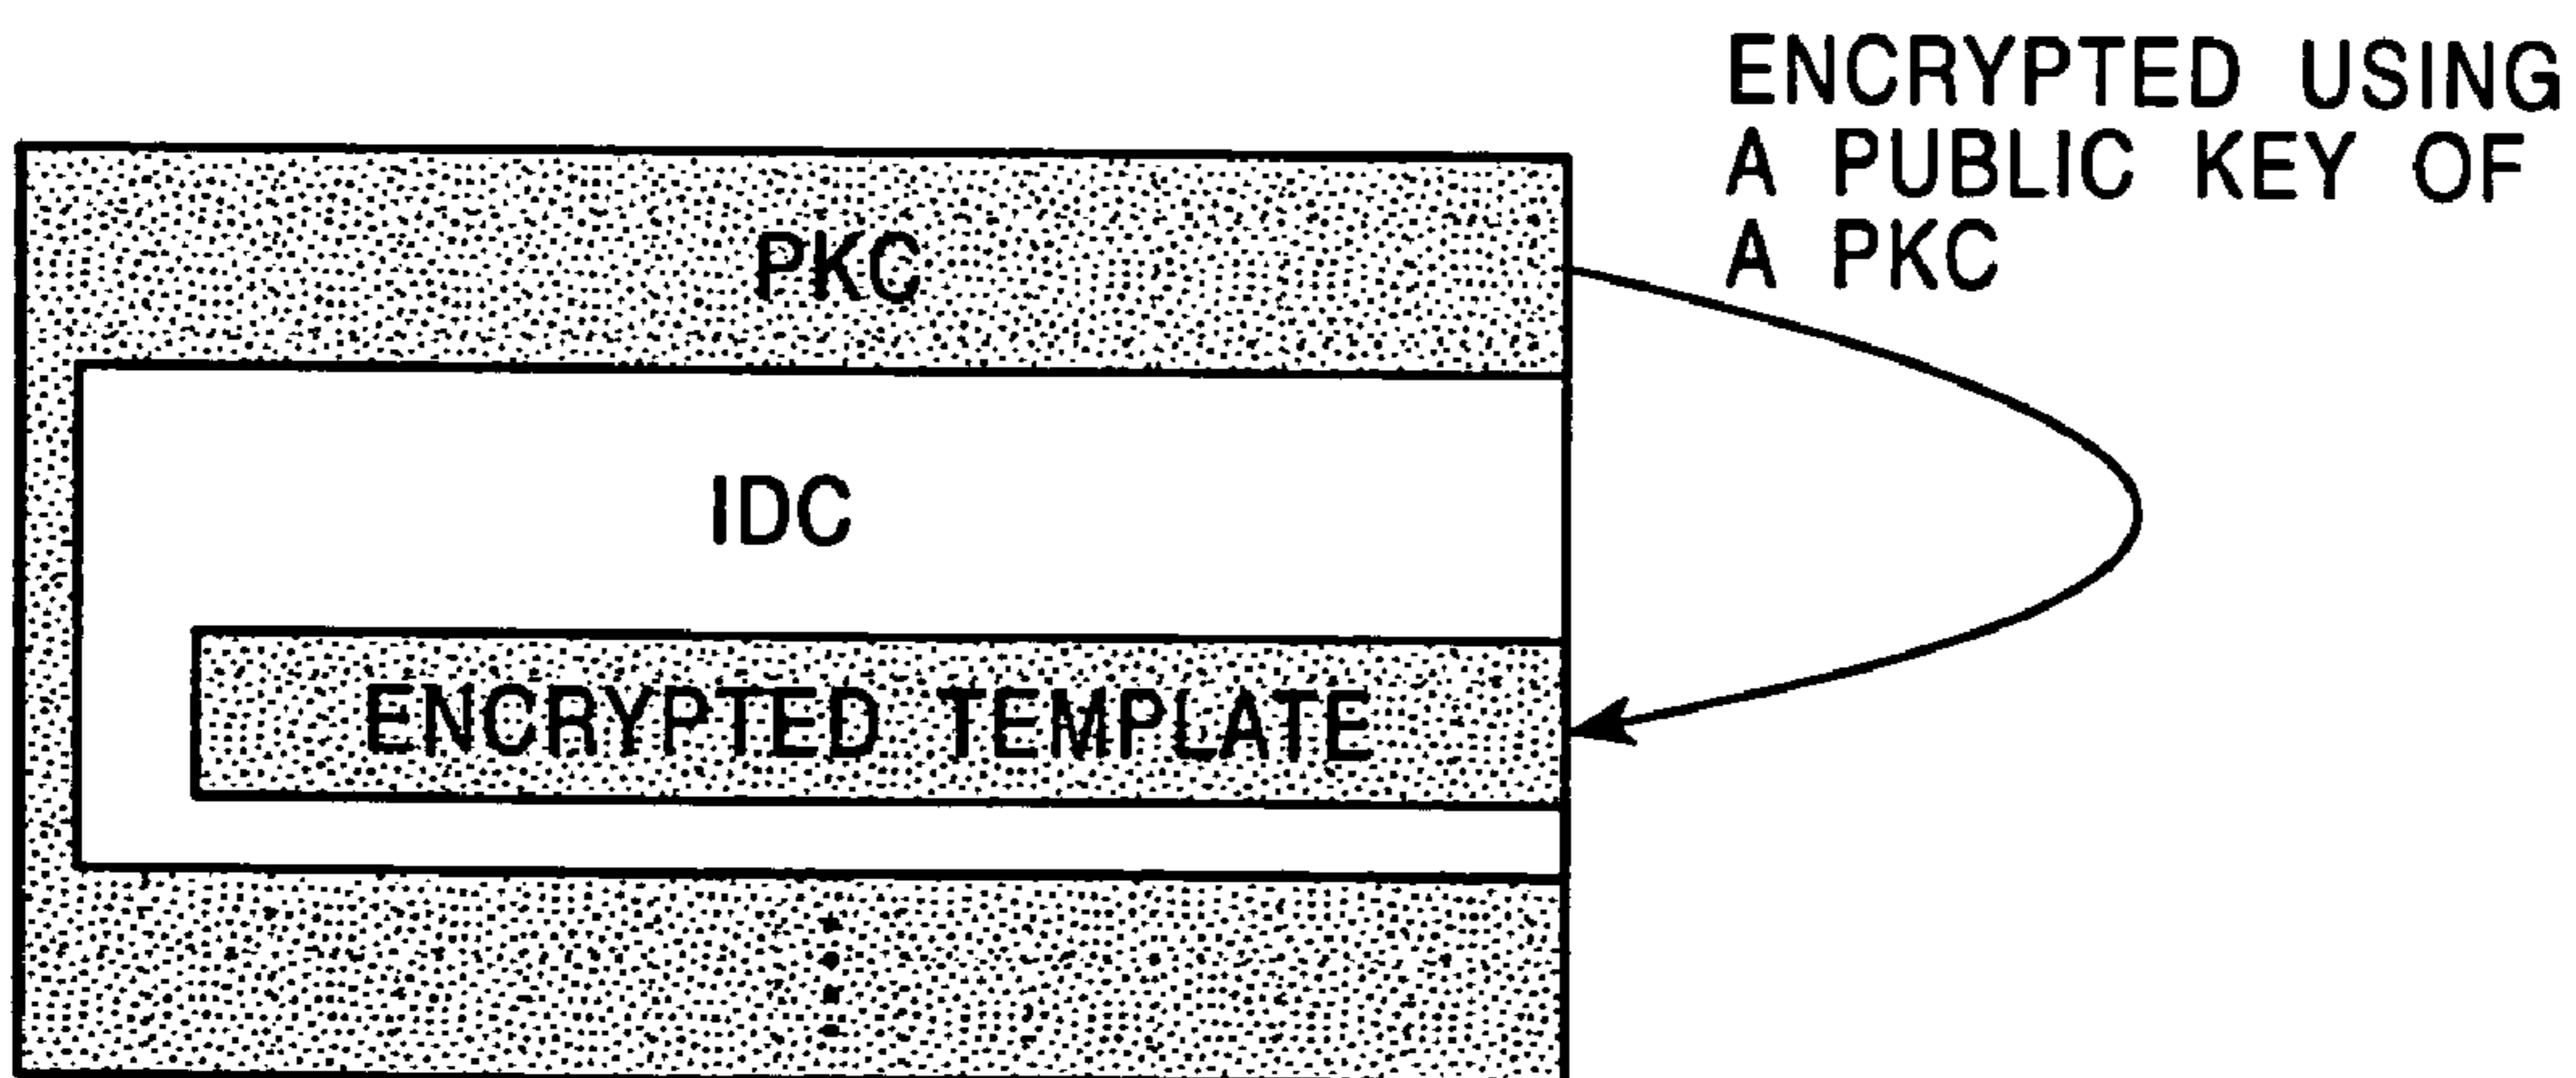 ENCRYPTED USING
A PUBLIC KEY OF
A PKC
PKC
IDC
ENCRYPTED TEMPLATE